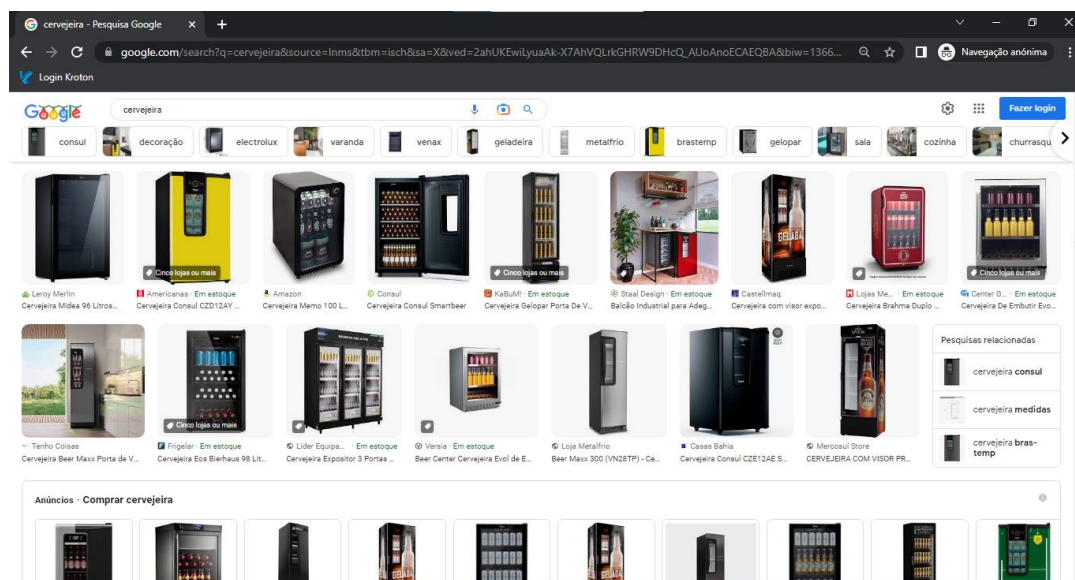 cervejeira - Pesquisa Google
google.com/search?q=cervejeira&source=lnms&tbm=isch&sa=X&ved=2ahUKEwiLyuaAk-X7AhVQLrkGHRW9DHcQ_AUoAnoECAEQBA&biw=1366...
Navegação anônima
Login Kroton
Google
cervejeira
Fazer login
consul
decoração
electrolux
varanda
venax
geladeira
metalfrio
brastemp
gelopar
sala
cozinha
churrasqu
Cinco lojas ou mais
Cinco lojas ou mais
GELADA
Cinco lojas ou mais
Leroy Merlin
Cervejeira Midea 96 Litros...
Americanas · Em estoque
Cervejeira Consul CZD12AY ...
Amazon
Cervejeira Memo 100 L...
Consul
Cervejeira Consul Smartbeer
KaBuM! · Em estoque
Cervejeira Gelopar Porta De V...
Steal Design · Em estoque
Balcão Industrial para Adeg...
Castellmaq
Cervejeira com visor expo...
Lojas Me... · Em estoque
Cervejeira Brahma Duplo ...
Center G... · Em estoque
Cervejeira De Embutir Evo...
Cinco lojas ou mais
Tenho Coisas
Cervejeira Beer Maxx Porta de V...
Frigelar · Em estoque
Cervejeira Eos Bierhaus 98 Lit...
Lider Equipa... · Em estoque
Cervejeira Expositor 3 Portas ...
Versia · Em estoque
Beer Center Cervejeira Evol de E...
Loja Metalfrio
Beer Maxx 300 (VN28TP) - Ce...
Casas Bahia
Cervejeira Consul CZE12AE S...
Mercosul Store
CERVEJEIRA COM VISOR PR...
Pesquisas relacionadas
cervejeira consul
cervejeira medidas
cervejeira bras-
temp
Anúncios · Comprar cervejeira